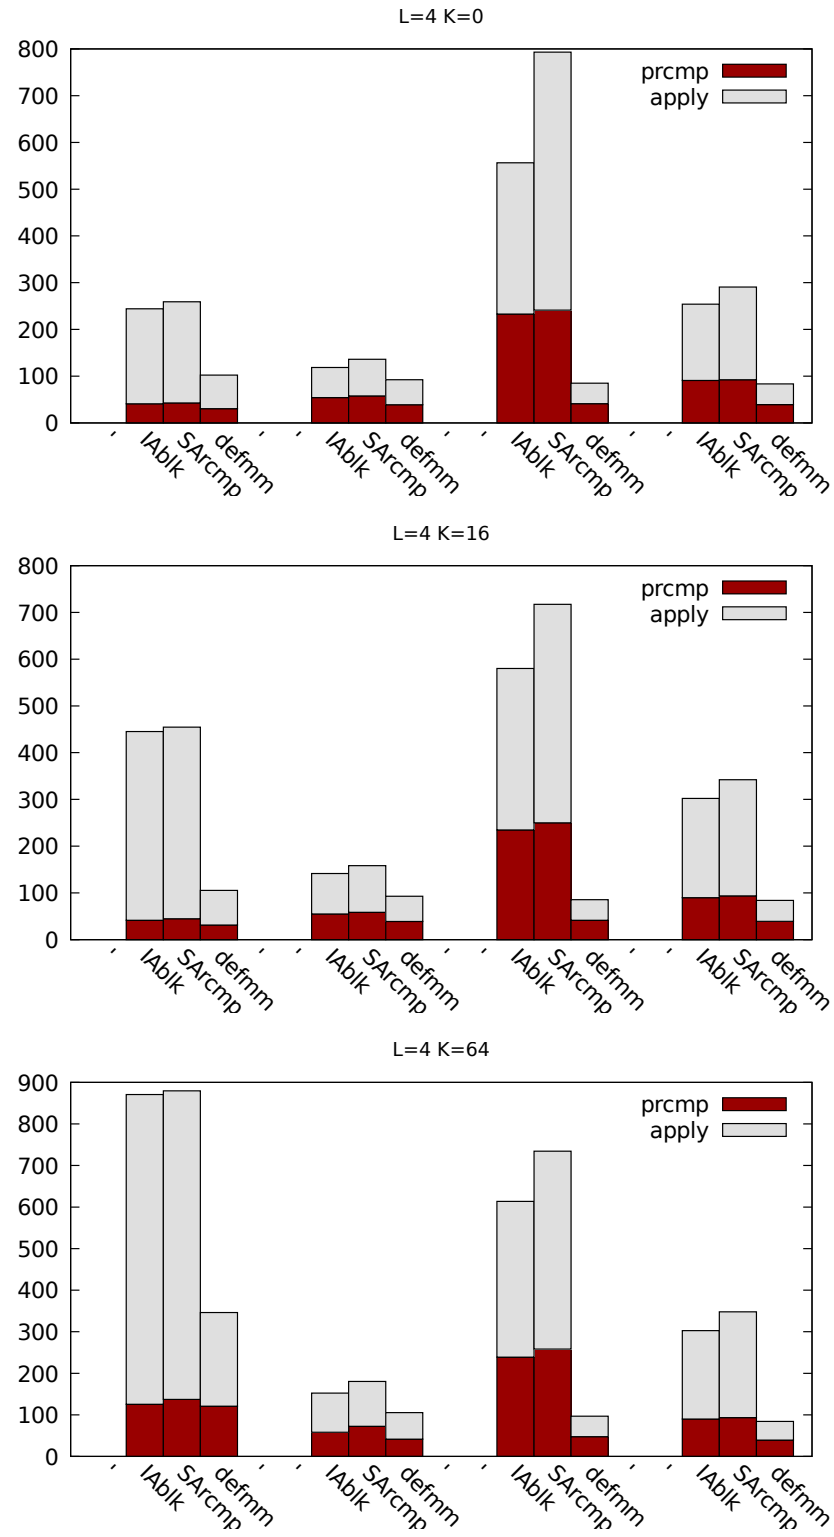 L=4 K=0
prcmp
apply
800
700
600
500
400
300
200
100
0
- IAblk SArcmp defmm - - IAblk SArcmp defmm - - IAblk SArcmp defmm - - IAblk SArcmp defmm
L=4 K=16
prcmp
apply
800
700
600
500
400
300
200
100
0
- IAblk SArcmp defmm - - IAblk SArcmp defmm - - IAblk SArcmp defmm - - IAblk SArcmp defmm
L=4 K=64
prcmp
apply
900
800
700
600
500
400
300
200
100
0
- IAblk SArcmp defmm - - IAblk SArcmp defmm - - IAblk SArcmp defmm - - IAblk SArcmp defmm